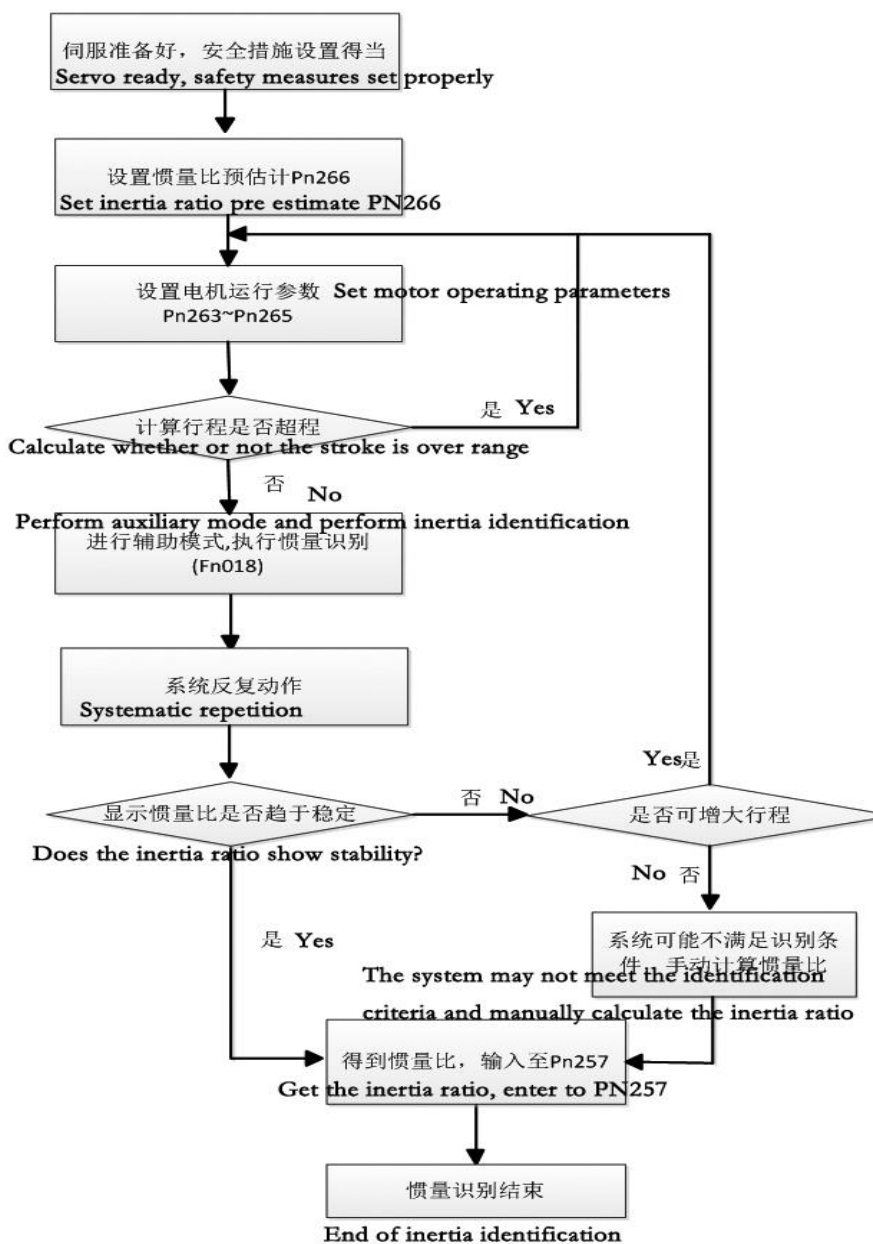 伺服准备好，安全措施设置得当
Servo ready, safety measures set properly
设置惯量比预估计Pn266
Set inertia ratio pre estimate PN266
设置电机运行参数
Set motor operating parameters
Pn263~Pn265
计算行程是否超程
是 Yes
Calculate whether or not the stroke is over range
否 No
Perform auxiliary mode and perform inertia identification
进行辅助模式,执行惯量识别
(Fn018)
系统反复动作
Systematic repetition
Yes是
显示惯量比是否趋于稳定
否 No
是否可增大行程
Does the inertia ratio show stability?
No 否
是 Yes
系统可能不满足识别条
件，手动计算惯量比
The system may not meet the identification
criteria and manually calculate the inertia ratio
得到惯量比，输入至Pn257
Get the inertia ratio, enter to PN257
惯量识别结束
End of inertia identification